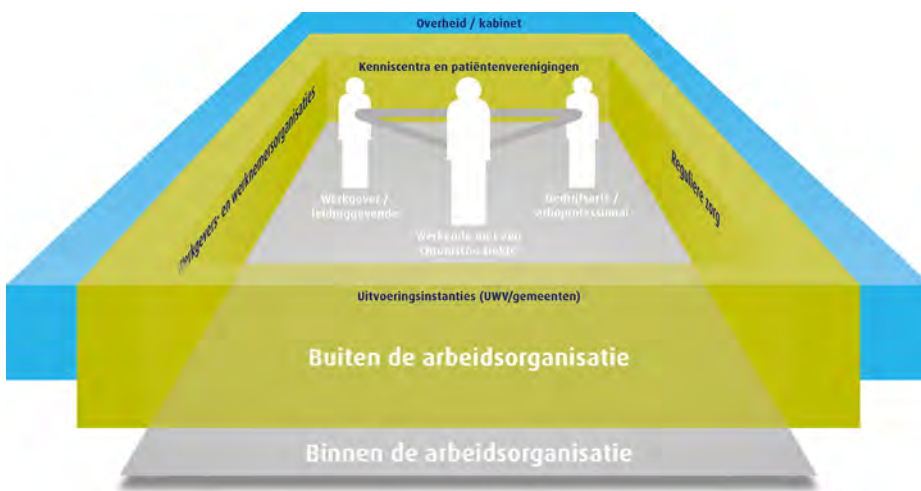 Overheid / kabinet
Kenniscentra en patiëntenverenigingen
Werkgevers- en werknemersorganisaties
Reguliere zorg
Werkgever /
leidinggevende
Bedrijfsarts /
arboprofessional
Werkende met een
chronische ziekte
Uitvoeringsinstanties (UWV/gemeenten)
Buiten de arbeidsorganisatie
Binnen de arbeidsorganisatie